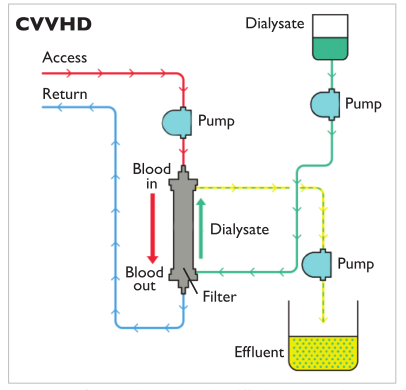 CVVHD
Dialysate
Access
Return
Pump
Pump
Blood
in
Dialysate
Blood
out
Filter
Pump
Effluent